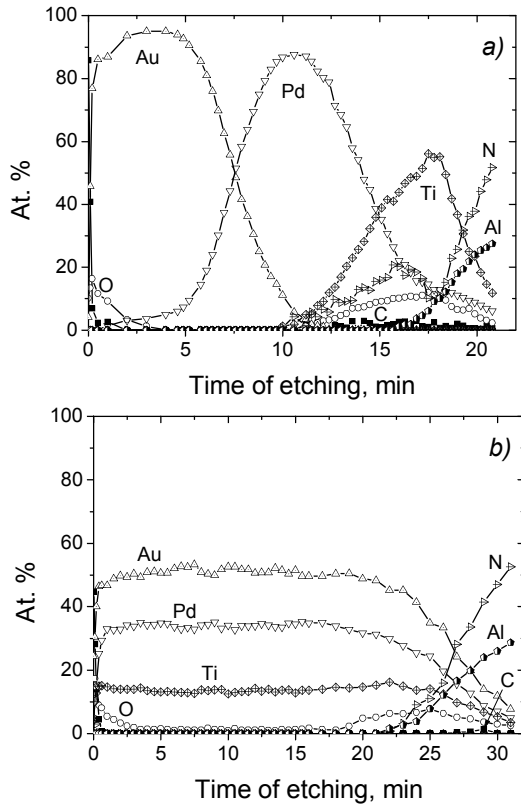 a)
100
80
60
40
20
0
At. %
Au
Pd
N
Ti
Al
O
C
0
5
10
15
20
Time of etching, min
b)
100
80
60
40
20
0
At. %
Au
N
Pd
Al
Ti
C
O
0
5
10
15
20
25
30
Time of etching, min